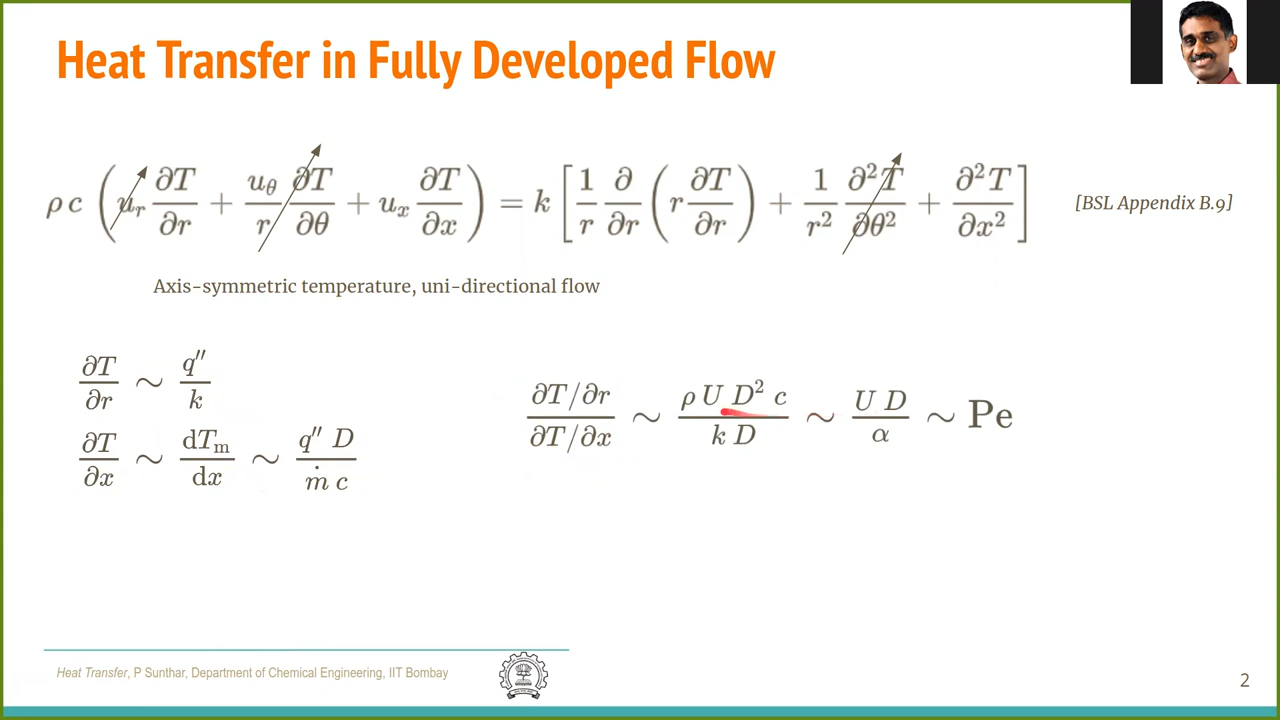 Heat Transfer in Fully Developed Flow
ρ c ( u_r ∂T/∂r + u_θ/r ∂T/∂θ + u_x ∂T/∂x ) = k [ 1/r ∂/∂r ( r ∂T/∂r ) + 1/r² ∂²T/∂θ² + ∂²T/∂x² ] [BSL Appendix B.9]
Axis-symmetric temperature, uni-directional flow
∂T/∂r ~ q″/k
∂T/∂x ~ dT_m/dx ~ q″ D/ṁ c
(∂T/∂r)/(∂T/∂x) ~ ρ U D² c/k D ~ U D/α ~ Pe
Heat Transfer, P Sunthar, Department of Chemical Engineering, IIT Bombay
2